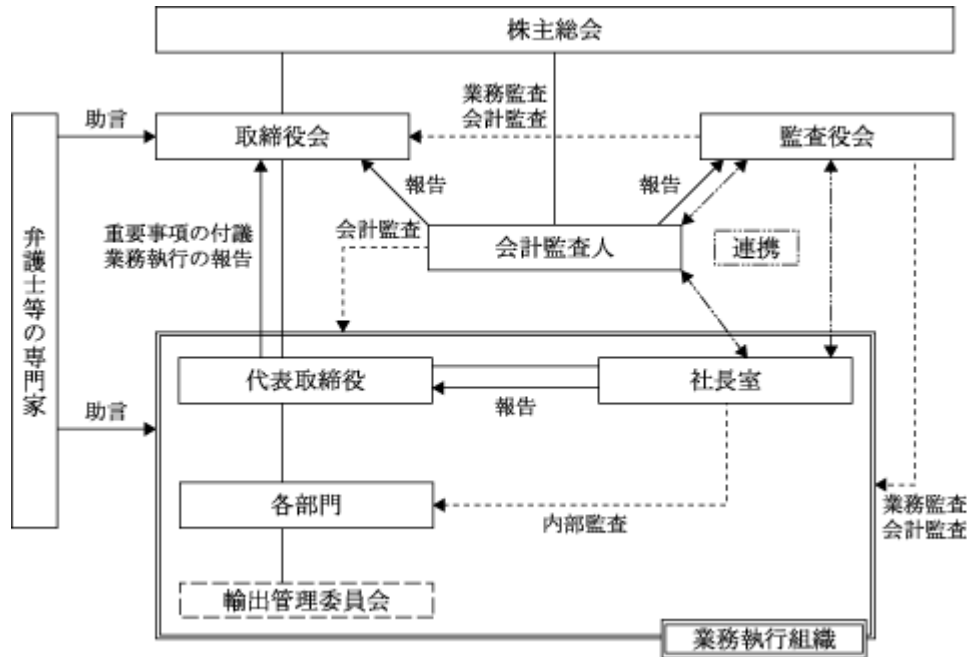 株主総会
業務監査
会計監査
助言
取締役会
監査役会
報告
報告
会計監査
重要事項の付議
業務執行の報告
会計監査人
連携
弁護士等の専門家
代表取締役
社長室
報告
助言
各部門
内部監査
業務監査
会計監査
輸出管理委員会
業務執行組織